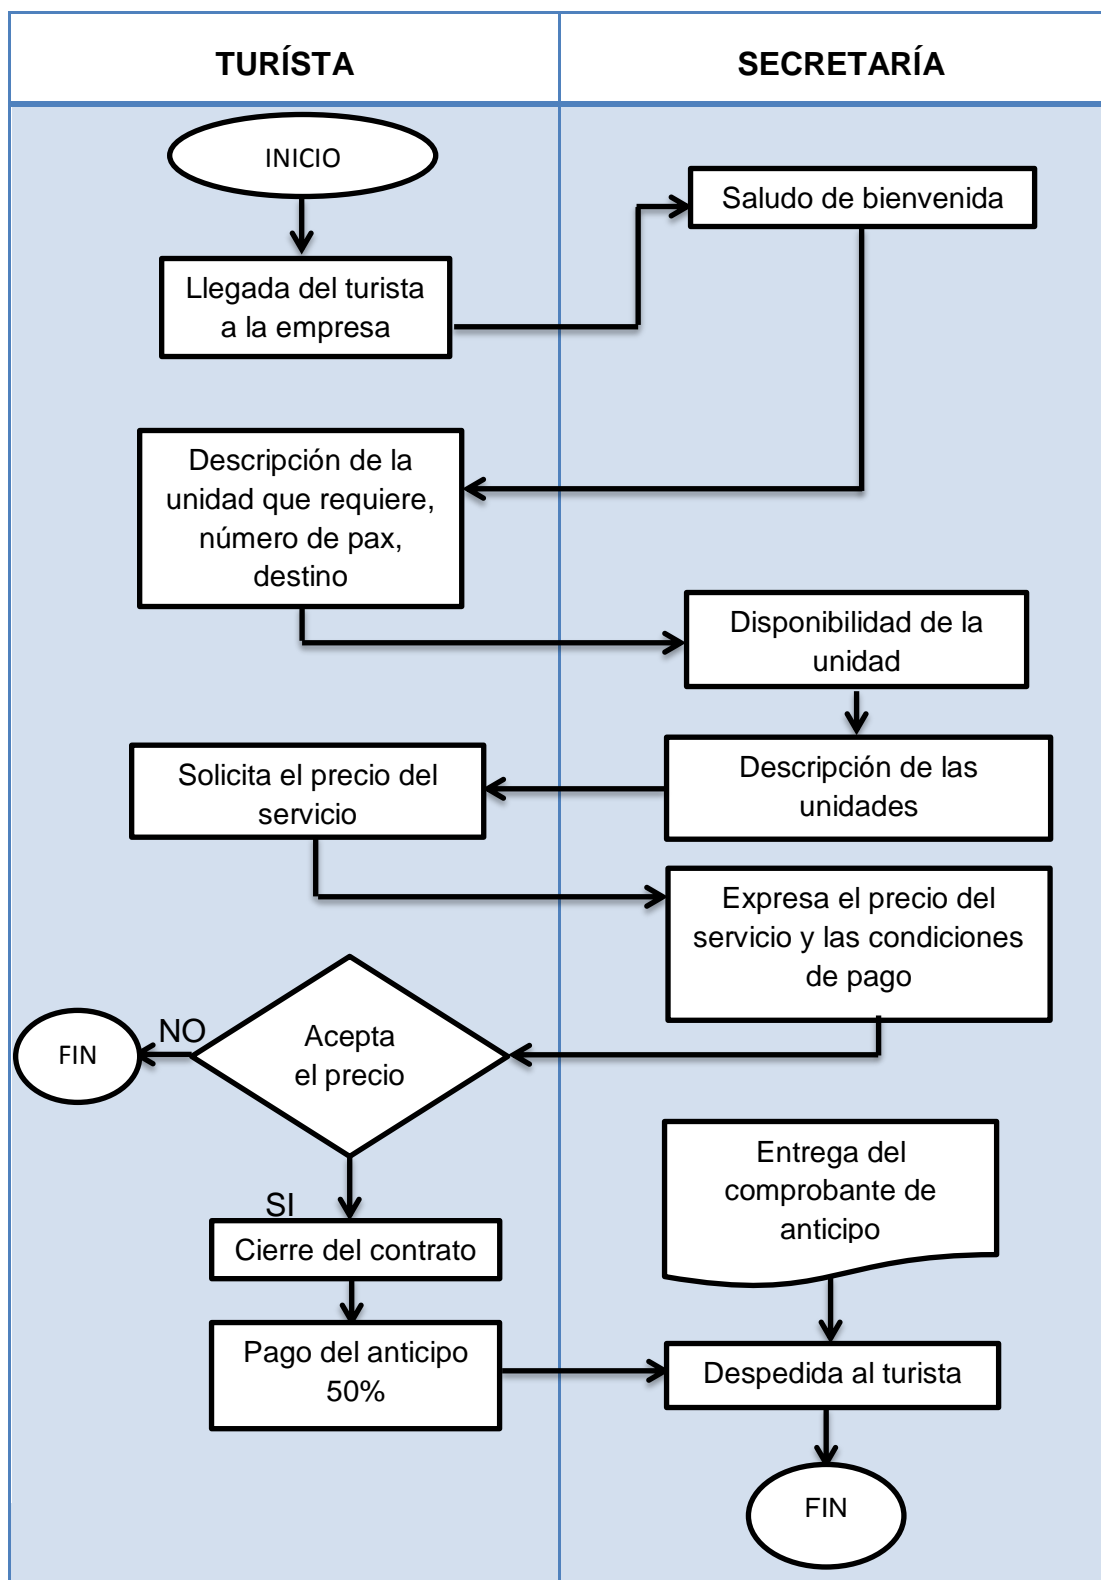 TURÍSTA
SECRETARÍA
INICIO
Saludo de bienvenida
Llegada del turista
a la empresa
Descripción de la
unidad que requiere,
número de pax,
destino
Disponibilidad de la
unidad
Descripción de las
unidades
Solicita el precio del
servicio
Expresa el precio del
servicio y las condiciones
de pago
Acepta
el precio
NO
FIN
SI
Cierre del contrato
Pago del anticipo
50%
Entrega del
comprobante de
anticipo
Despedida al turista
FIN